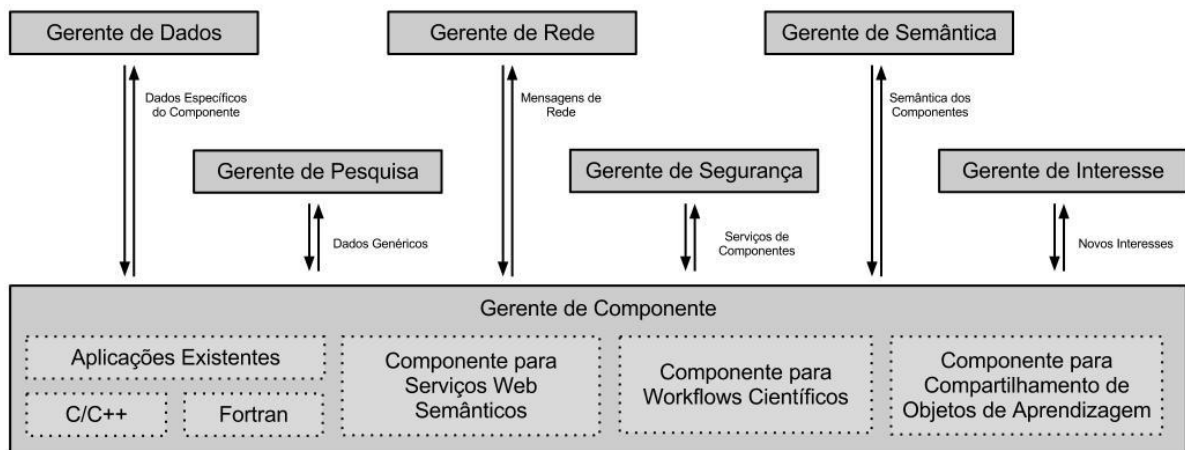 Gerente de Dados
Gerente de Rede
Gerente de Semântica
Dados Específicos
do Componente
Mensagens de
Rede
Semântica dos
Componentes
Gerente de Pesquisa
Gerente de Segurança
Gerente de Interesse
Dados Genéricos
Serviços de
Componentes
Novos Interesses
Gerente de Componente
Aplicações Existentes
C/C++
Fortran
Componente para
Serviços Web
Semânticos
Componente para
Workflows Científicos
Componente para
Compartilhamento de
Objetos de Aprendizagem